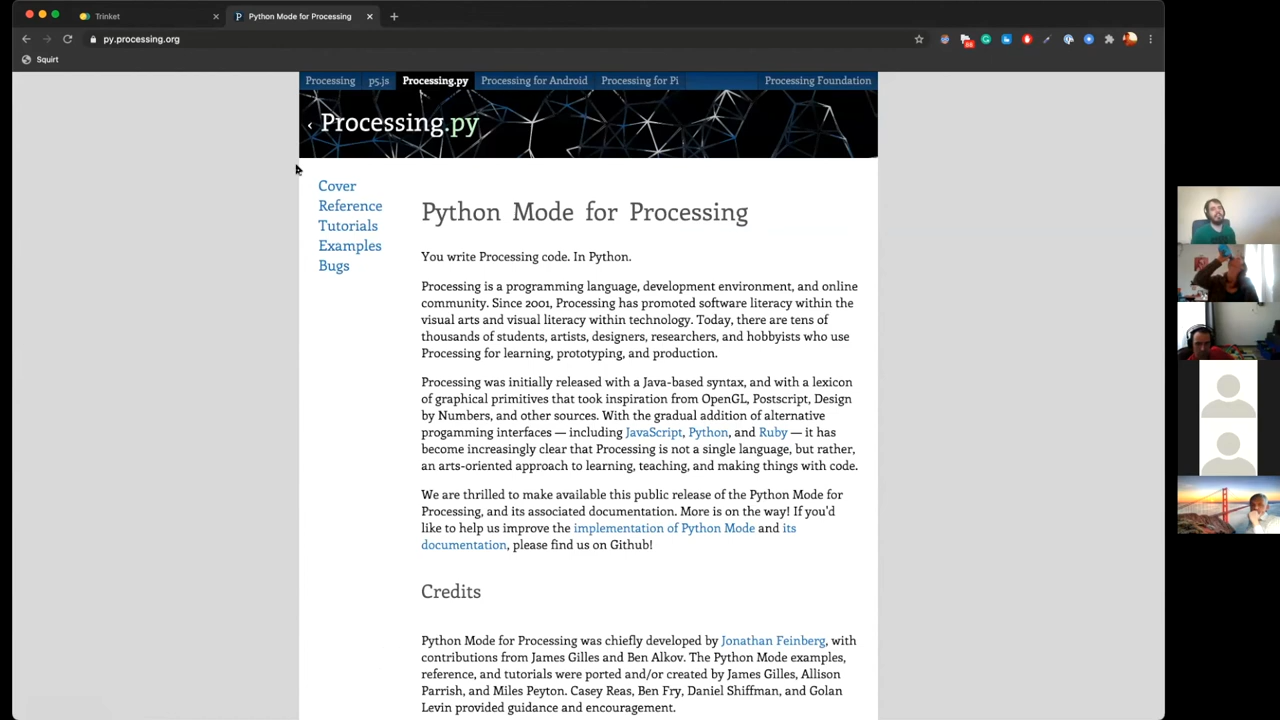 Trinket
Python Mode for Processing
py.processing.org
Squirt
Processing
p5.js
Processing.py
Processing for Android
Processing for Pi
Processing Foundation
‹ Processing.py
Cover
Reference
Tutorials
Examples
Bugs
Python Mode for Processing
You write Processing code. In Python.
Processing is a programming language, development environment, and online
community. Since 2001, Processing has promoted software literacy within the
visual arts and visual literacy within technology. Today, there are tens of
thousands of students, artists, designers, researchers, and hobbyists who use
Processing for learning, prototyping, and production.
Processing was initially released with a Java-based syntax, and with a lexicon
of graphical primitives that took inspiration from OpenGL, Postscript, Design
by Numbers, and other sources. With the gradual addition of alternative
progamming interfaces — including JavaScript, Python, and Ruby — it has
become increasingly clear that Processing is not a single language, but rather,
an arts-oriented approach to learning, teaching, and making things with code.
We are thrilled to make available this public release of the Python Mode for
Processing, and its associated documentation. More is on the way! If you'd
like to help us improve the implementation of Python Mode and its
documentation, please find us on Github!
Credits
Python Mode for Processing was chiefly developed by Jonathan Feinberg, with
contributions from James Gilles and Ben Alkov. The Python Mode examples,
reference, and tutorials were ported and/or created by James Gilles, Allison
Parrish, and Miles Peyton. Casey Reas, Ben Fry, Daniel Shiffman, and Golan
Levin provided guidance and encouragement.